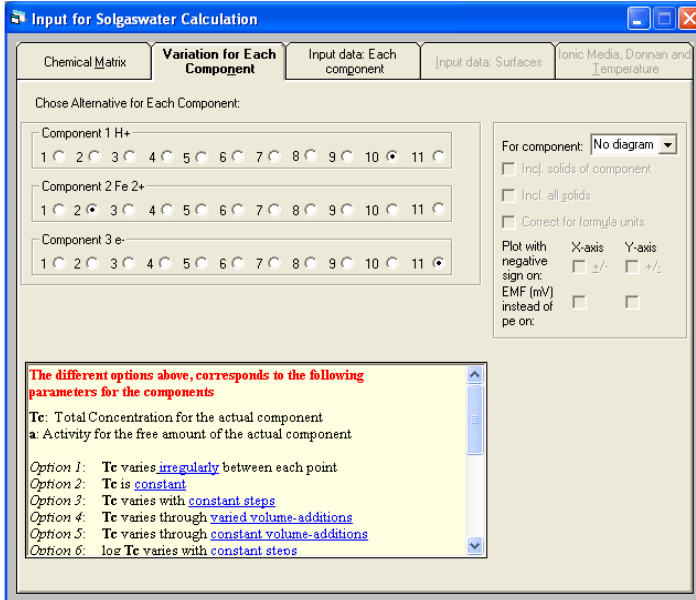 Input for Solgaswater Calculation
Chemical Matrix
Variation for Each Component
Input data: Each component
Input data: Surfaces
Ionic Media, Donnan and Temperature
Chose Alternative for Each Component:
Component 1 H+
1 2 3 4 5 6 7 8 9 10 11
Component 2 Fe 2+
1 2 3 4 5 6 7 8 9 10 11
Component 3 e-
1 2 3 4 5 6 7 8 9 10 11
For component: No diagram
Incl. solids of component
Incl. all solids
Correct for formula units
Plot with negative sign on:
X-axis Y-axis
+/- +/-
EMF (mV) instead of pe on:
The different options above, corresponds to the following
parameters for the components
Tc: Total Concentration for the actual component
a: Activity for the free amount of the actual component
Option 1: Tc varies irregularly between each point
Option 2: Tc is constant
Option 3: Tc varies with constant steps
Option 4: Tc varies through varied volume-additions
Option 5: Tc varies through constant volume-additions
Option 6: log Tc varies with constant steps